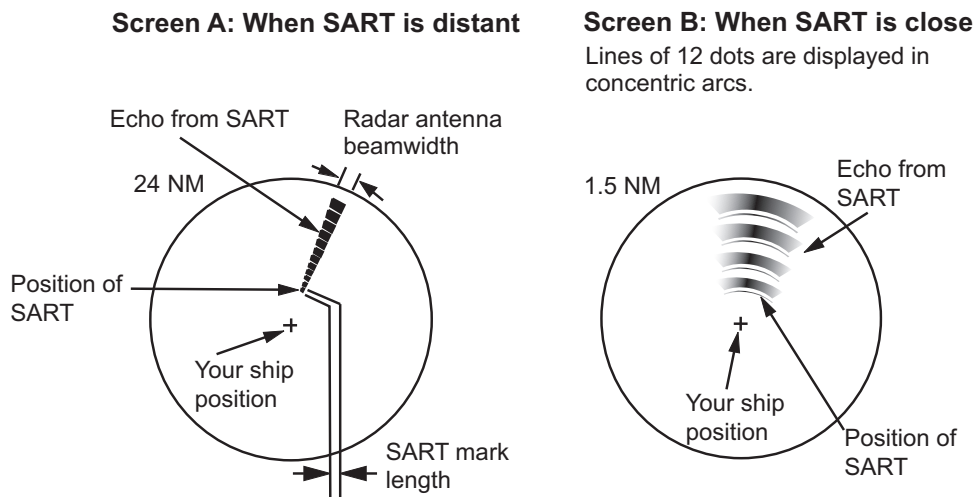 Screen A: When SART is distant
Echo from SART
Radar antenna
beamwidth
24 NM
Position of
SART
Your ship
position
SART mark
length
Screen B: When SART is close
Lines of 12 dots are displayed in
concentric arcs.
1.5 NM
Echo from
SART
Your ship
position
Position of
SART